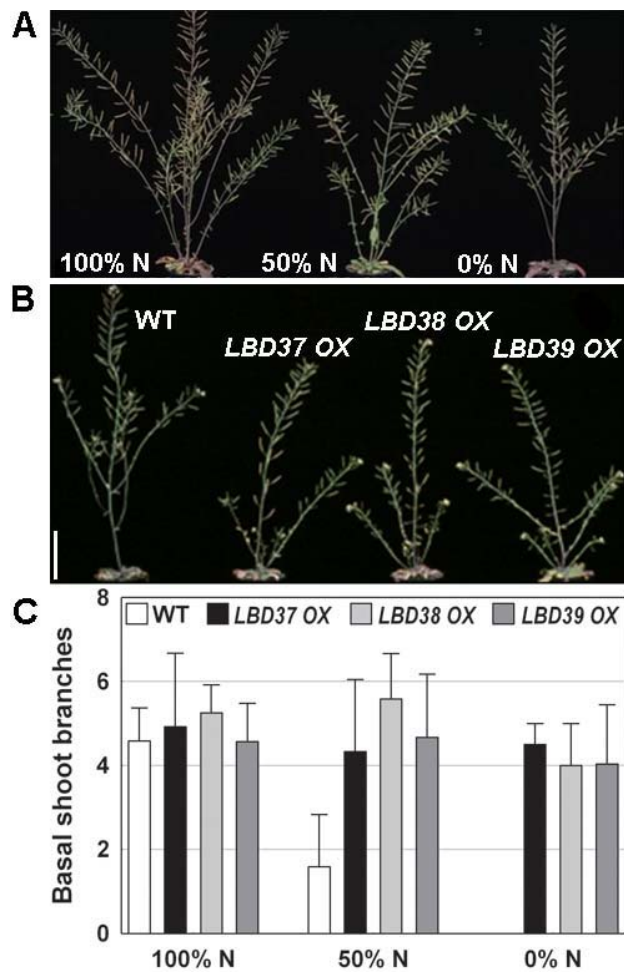 A
100% N 50% N 0% N
B
WT
LBD37 OX
LBD38 OX
LBD39 OX
C
8
WT LBD37 OX LBD38 OX LBD39 OX
6
4
2
0
Basal shoot branches
100% N 50% N 0% N